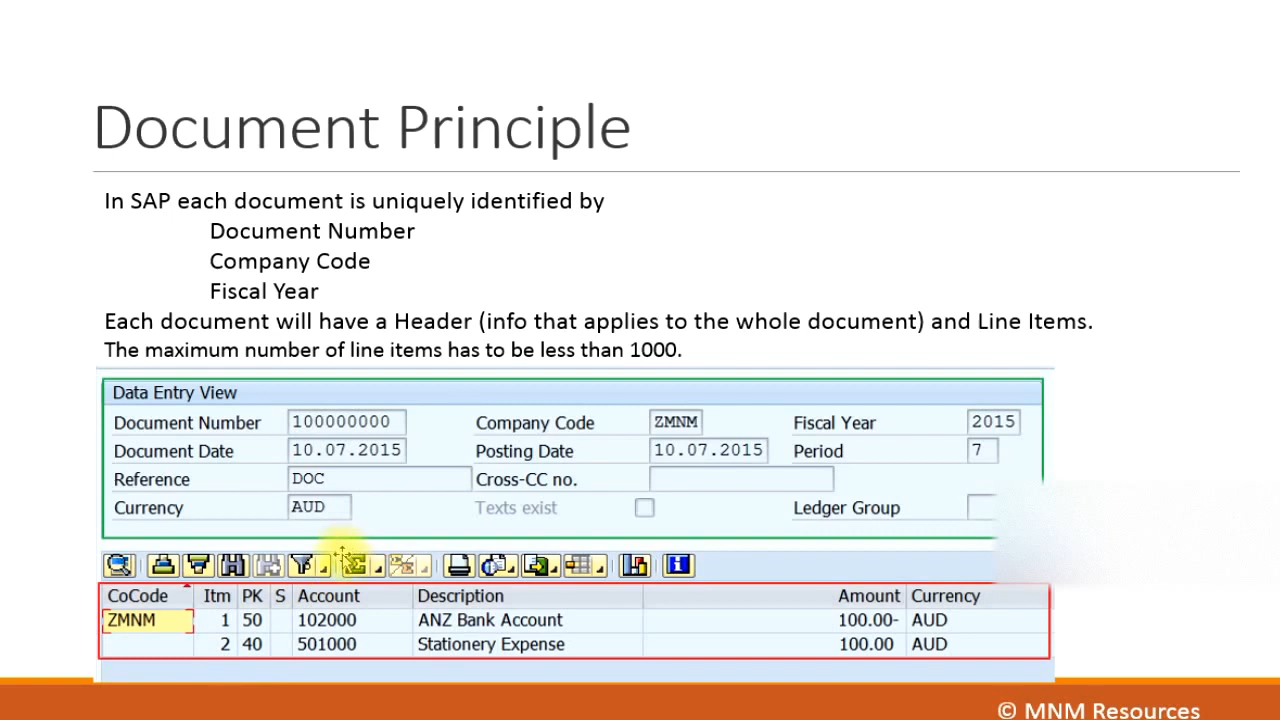 Document Principle
In SAP each document is uniquely identified by
Document Number
Company Code
Fiscal Year
Each document will have a Header (info that applies to the whole document) and Line Items.
The maximum number of line items has to be less than 1000.
Data Entry View
Document Number 100000000 Company Code ZMNM Fiscal Year 2015
Document Date 10.07.2015 Posting Date 10.07.2015 Period 7
Reference DOC Cross-CC no.
Currency AUD Texts exist Ledger Group
CoCode Itm PK S Account Description Amount Currency
ZMNM 1 50 102000 ANZ Bank Account 100.00- AUD
2 40 501000 Stationery Expense 100.00 AUD
© MNM Resources